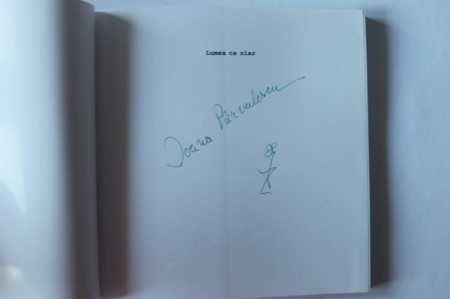 Lumea ca ziar
Ioana Pârvulescu